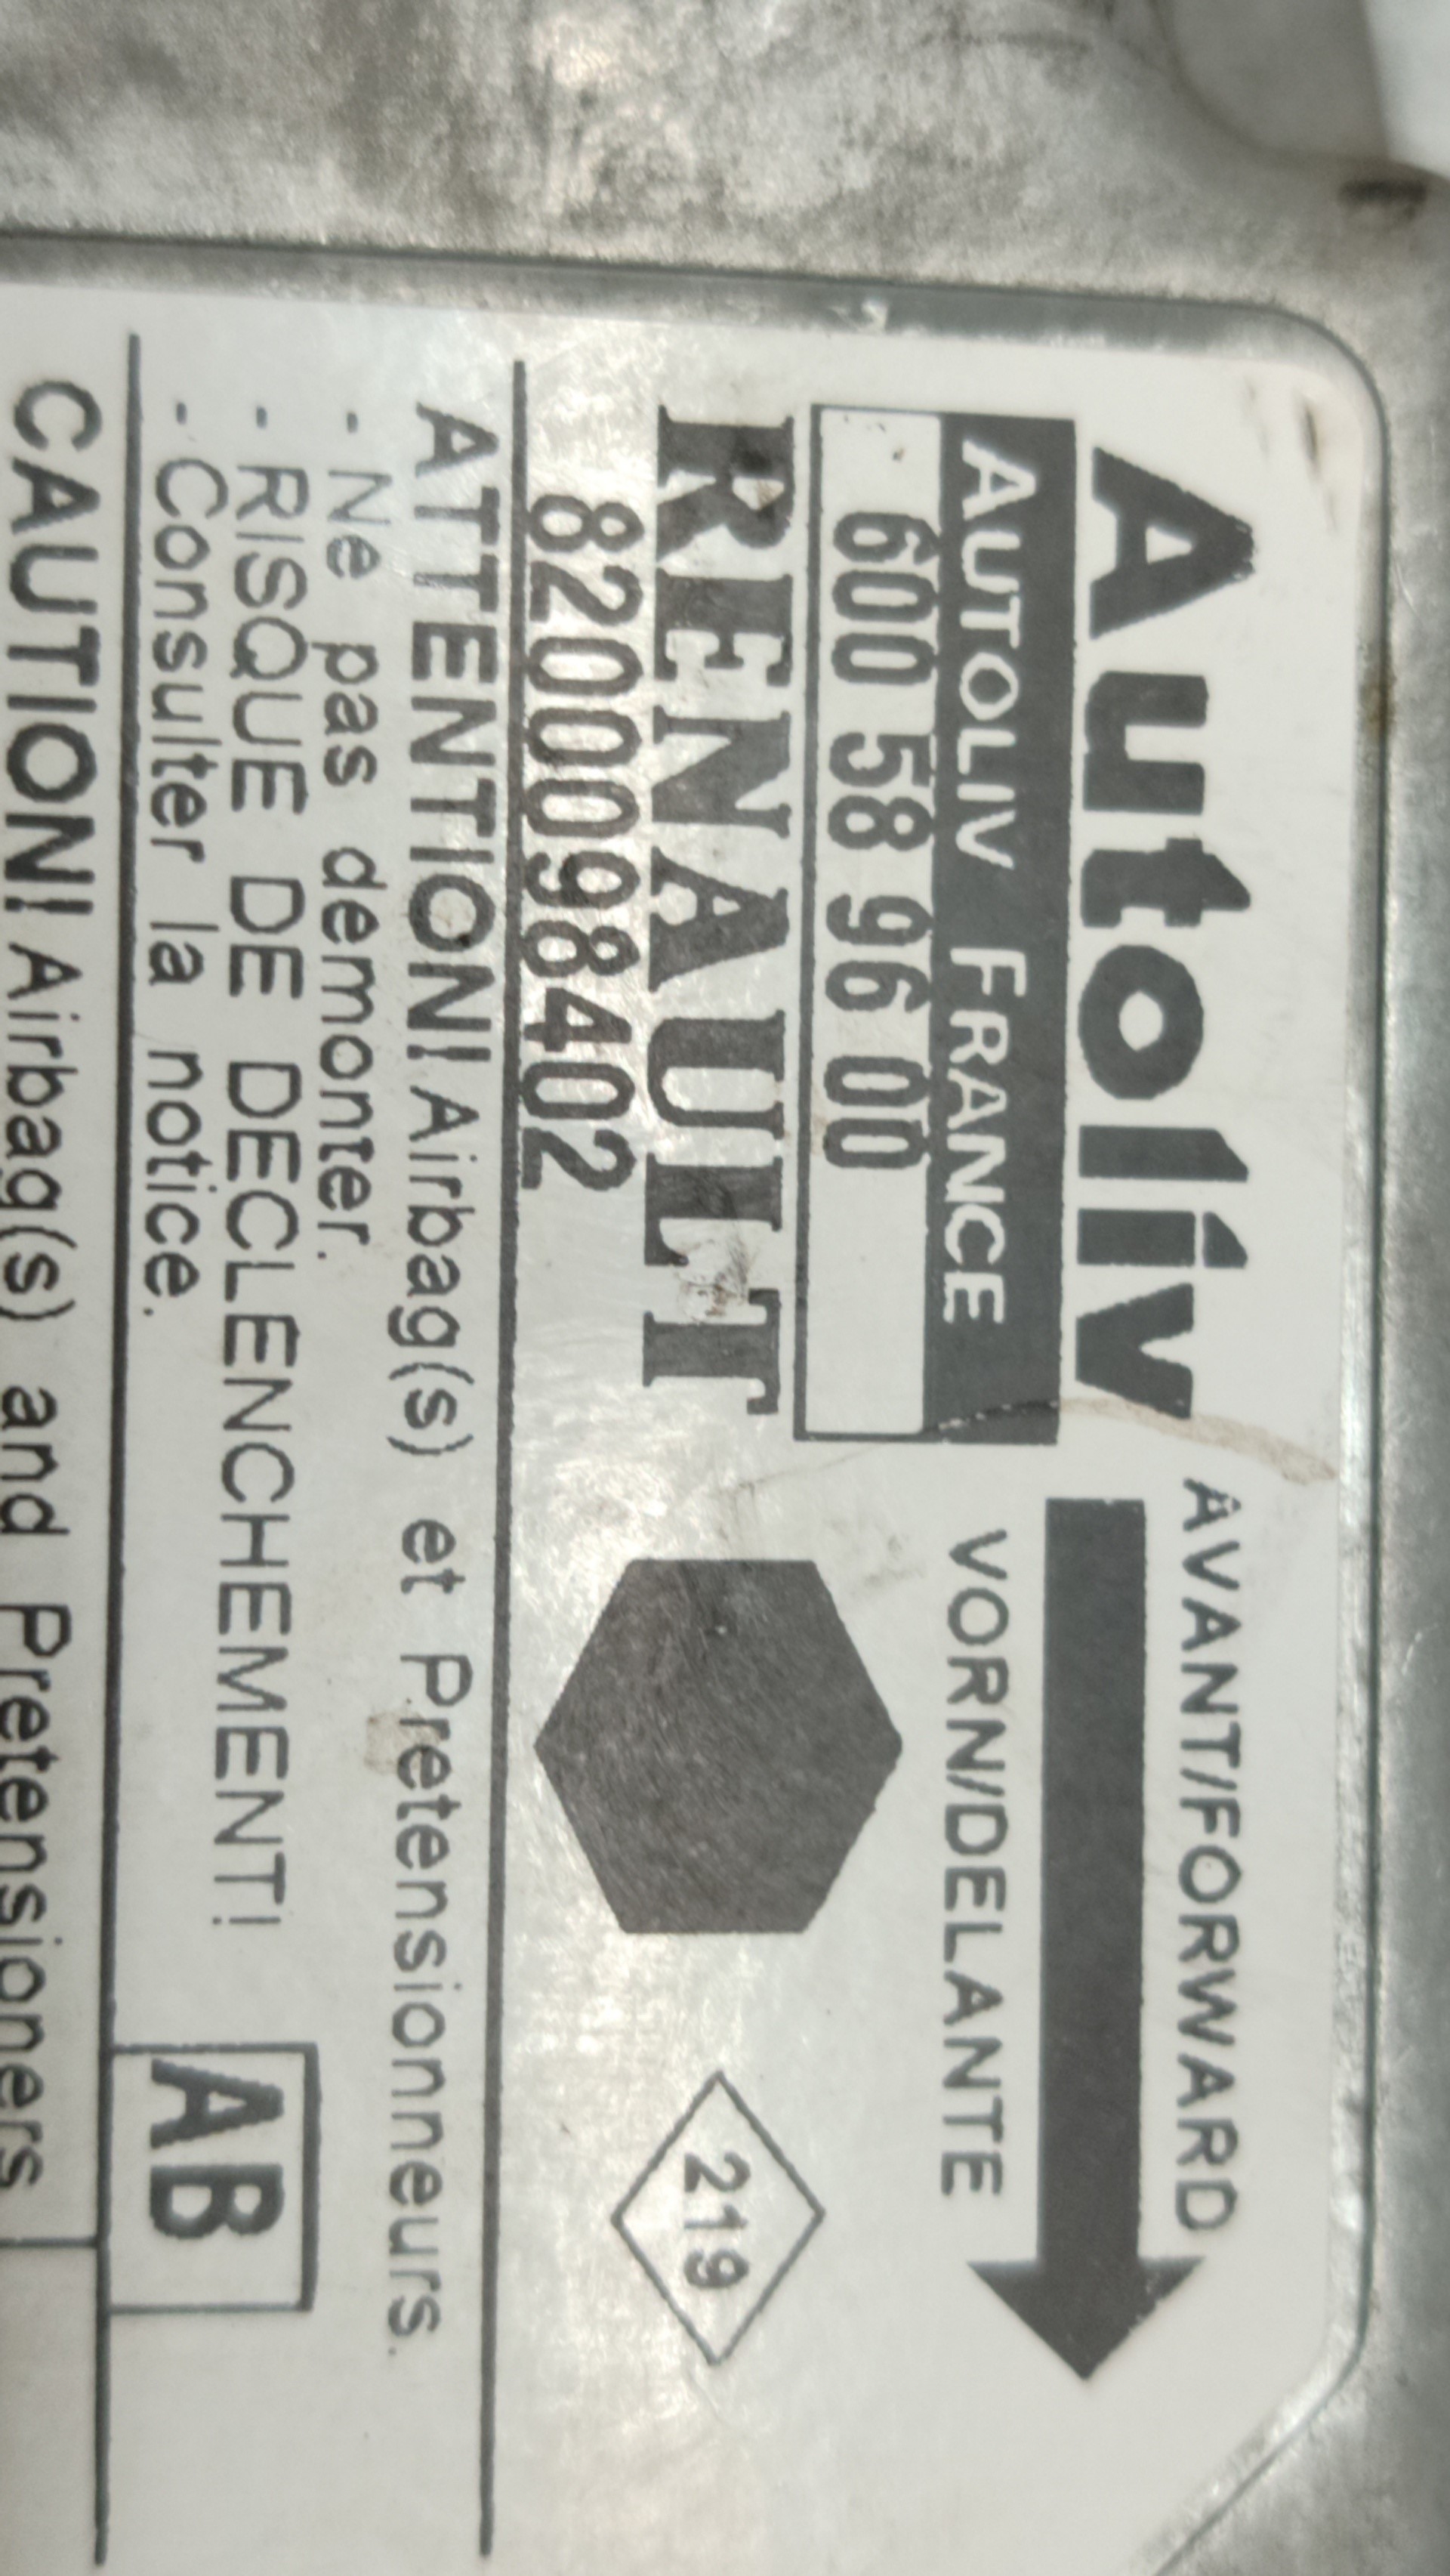 Autoliv
AVANT/FORWARD
AUTOLIV FRANCE
VORN/DELANTE
600 58 96 00
RENAULT
219
8200098402
ATTENTION! Airbag(s) et Pretensionneurs.
- Ne pas demonter.
- RISQUE DE DECLENCHEMENT!
- Consulter la notice.
AB
CAUTION! Airbag(s) and Pretensioners